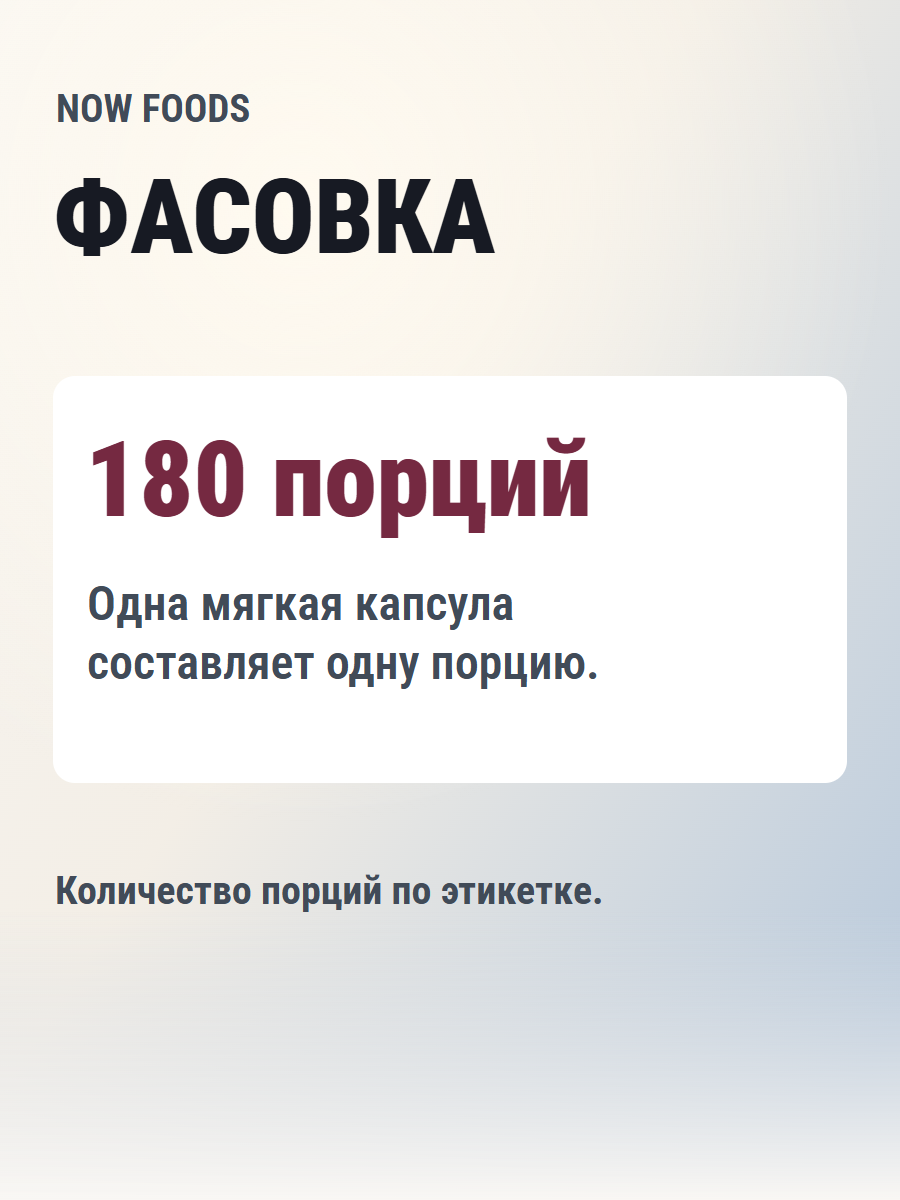 NOW FOODS
ФАСОВКА
180 порций
Одна мягкая капсула
составляет одну порцию.
Количество порций по этикетке.